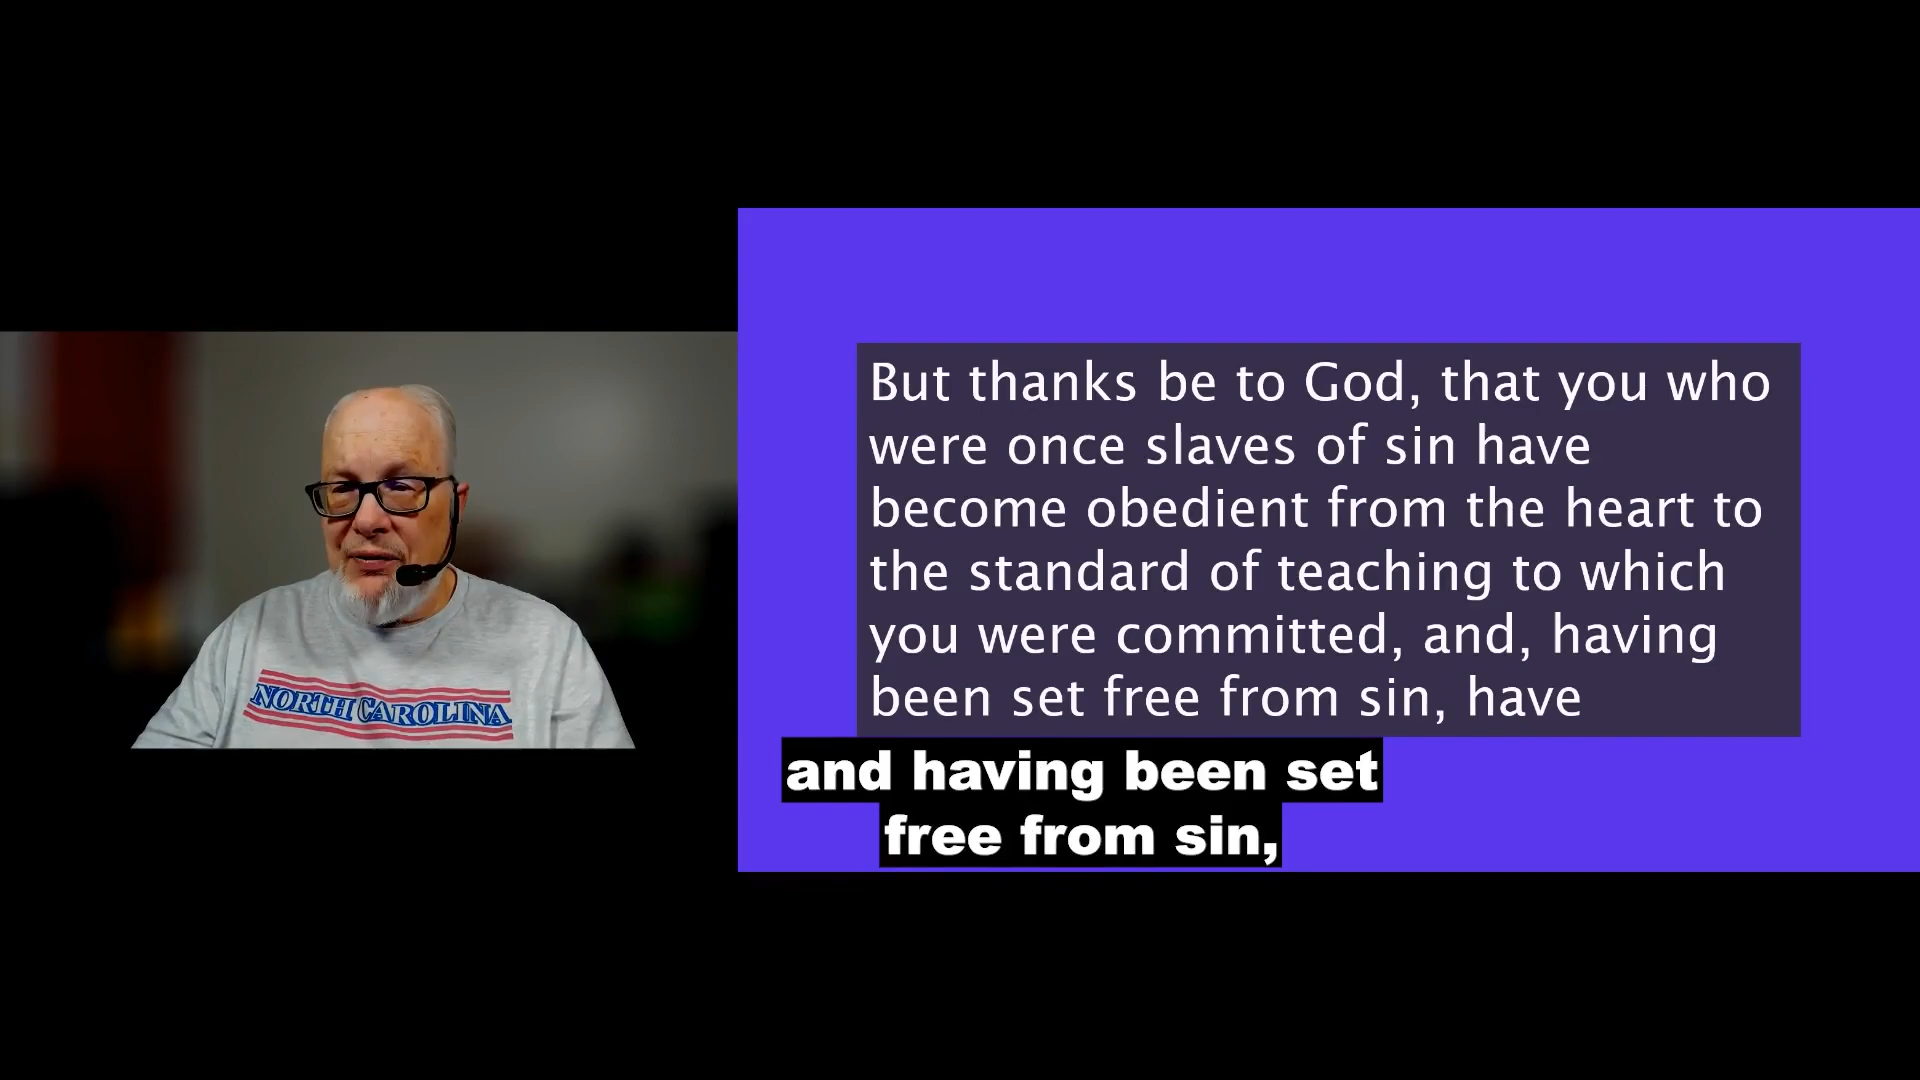 NORTH CAROLINA
But thanks be to God, that you who
were once slaves of sin have
become obedient from the heart to
the standard of teaching to which
you were committed, and, having
been set free from sin, have
and having been set
free from sin,